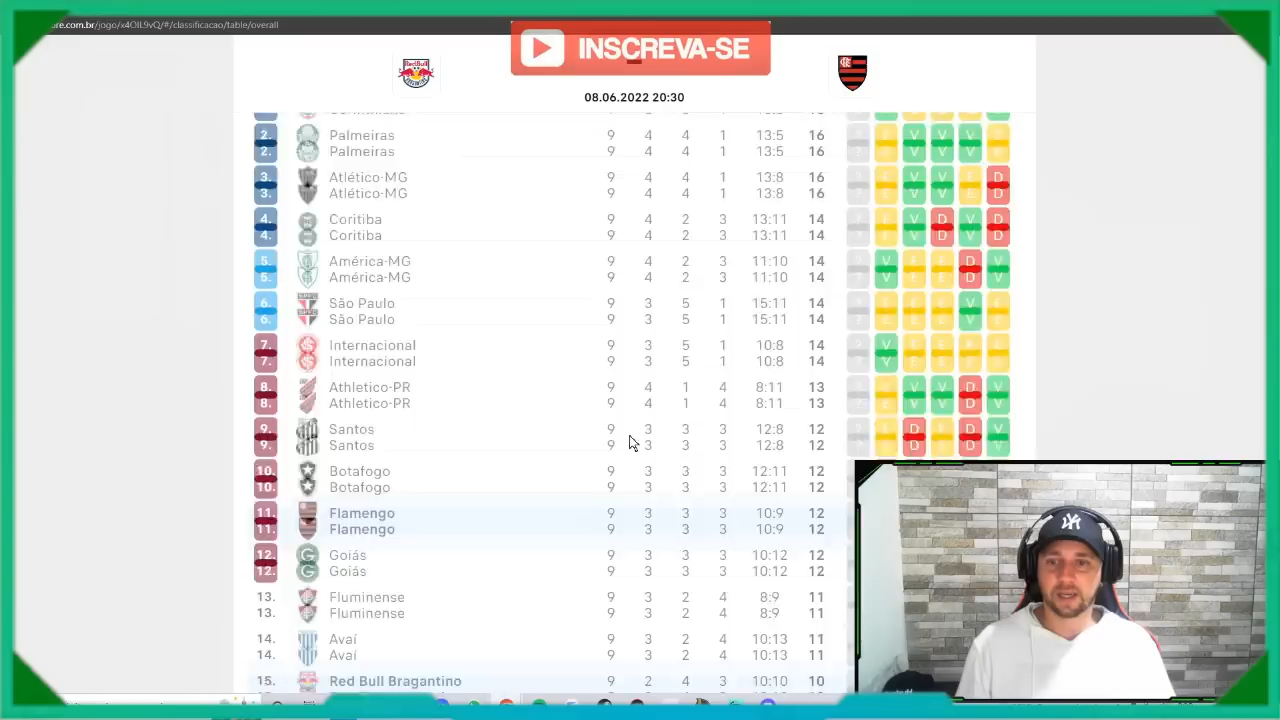 re.com.br/jogo/x4OIL9vQ/#/classificacao/table/overall
INSCREVA-SE
08.06.2022 20:30
2. Palmeiras 9 4 4 1 13:5 16 ? E V V V E
2. Palmeiras 9 4 4 1 13:5 16
3. Atlético-MG 9 4 4 1 13:8 16 ? E V V E D
3. Atlético-MG 9 4 4 1 13:8 16
4. Coritiba 9 4 2 3 13:11 14 ? E V D V D
4. Coritiba 9 4 2 3 13:11 14
5. América-MG 9 4 2 3 11:10 14 ? V E E D V
5. América-MG 9 4 2 3 11:10 14
6. São Paulo 9 3 5 1 15:11 14 ? E E E V E
6. São Paulo 9 3 5 1 15:11 14
7. Internacional 9 3 5 1 10:8 14 ? V E E E E
7. Internacional 9 3 5 1 10:8 14
8. Athletico-PR 9 4 1 4 8:11 13 ? E V V D V
8. Athletico-PR 9 4 1 4 8:11 13
9. Santos 9 3 3 3 12:8 12 ? E D E D V
9. Santos 9 3 3 3 12:8 12
10. Botafogo 9 3 3 3 12:11 12
10. Botafogo 9 3 3 3 12:11 12
11. Flamengo 9 3 3 3 10:9 12
11. Flamengo 9 3 3 3 10:9 12
12. Goiás 9 3 3 3 10:12 12
12. Goiás 9 3 3 3 10:12 12
13. Fluminense 9 3 2 4 8:9 11
13. Fluminense 9 3 2 4 8:9 11
14. Avaí 9 3 2 4 10:13 11
14. Avaí 9 3 2 4 10:13 11
15. Red Bull Bragantino 9 2 4 3 10:10 10